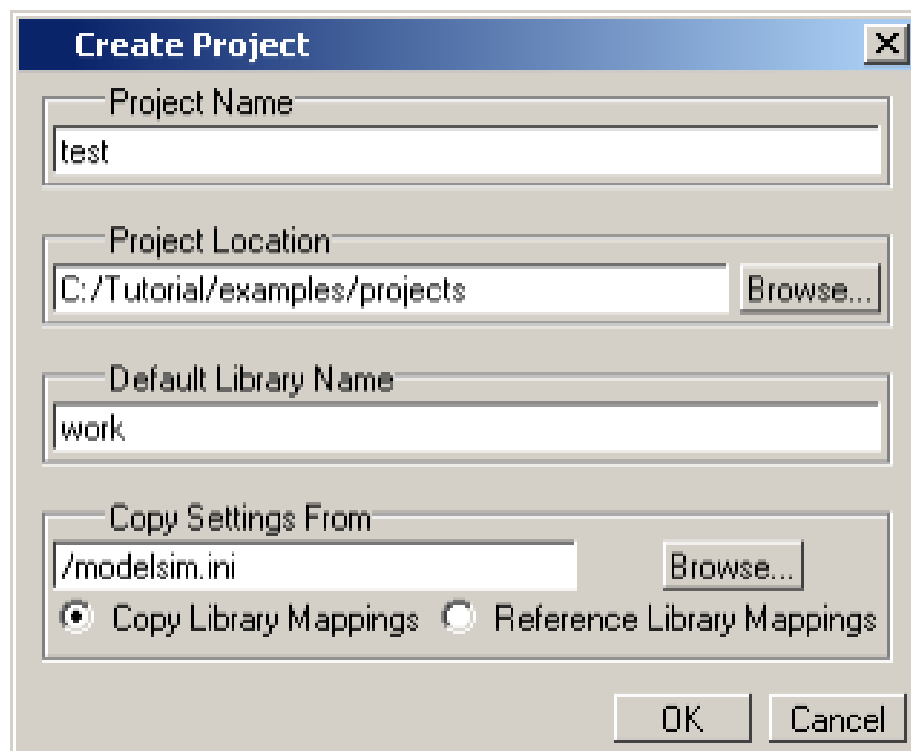 Create Project
Project Name
test
Project Location
C:/Tutorial/examples/projects
Browse...
Default Library Name
work
Copy Settings From
/modelsim.ini
Browse...
Copy Library Mappings Reference Library Mappings
OK Cancel